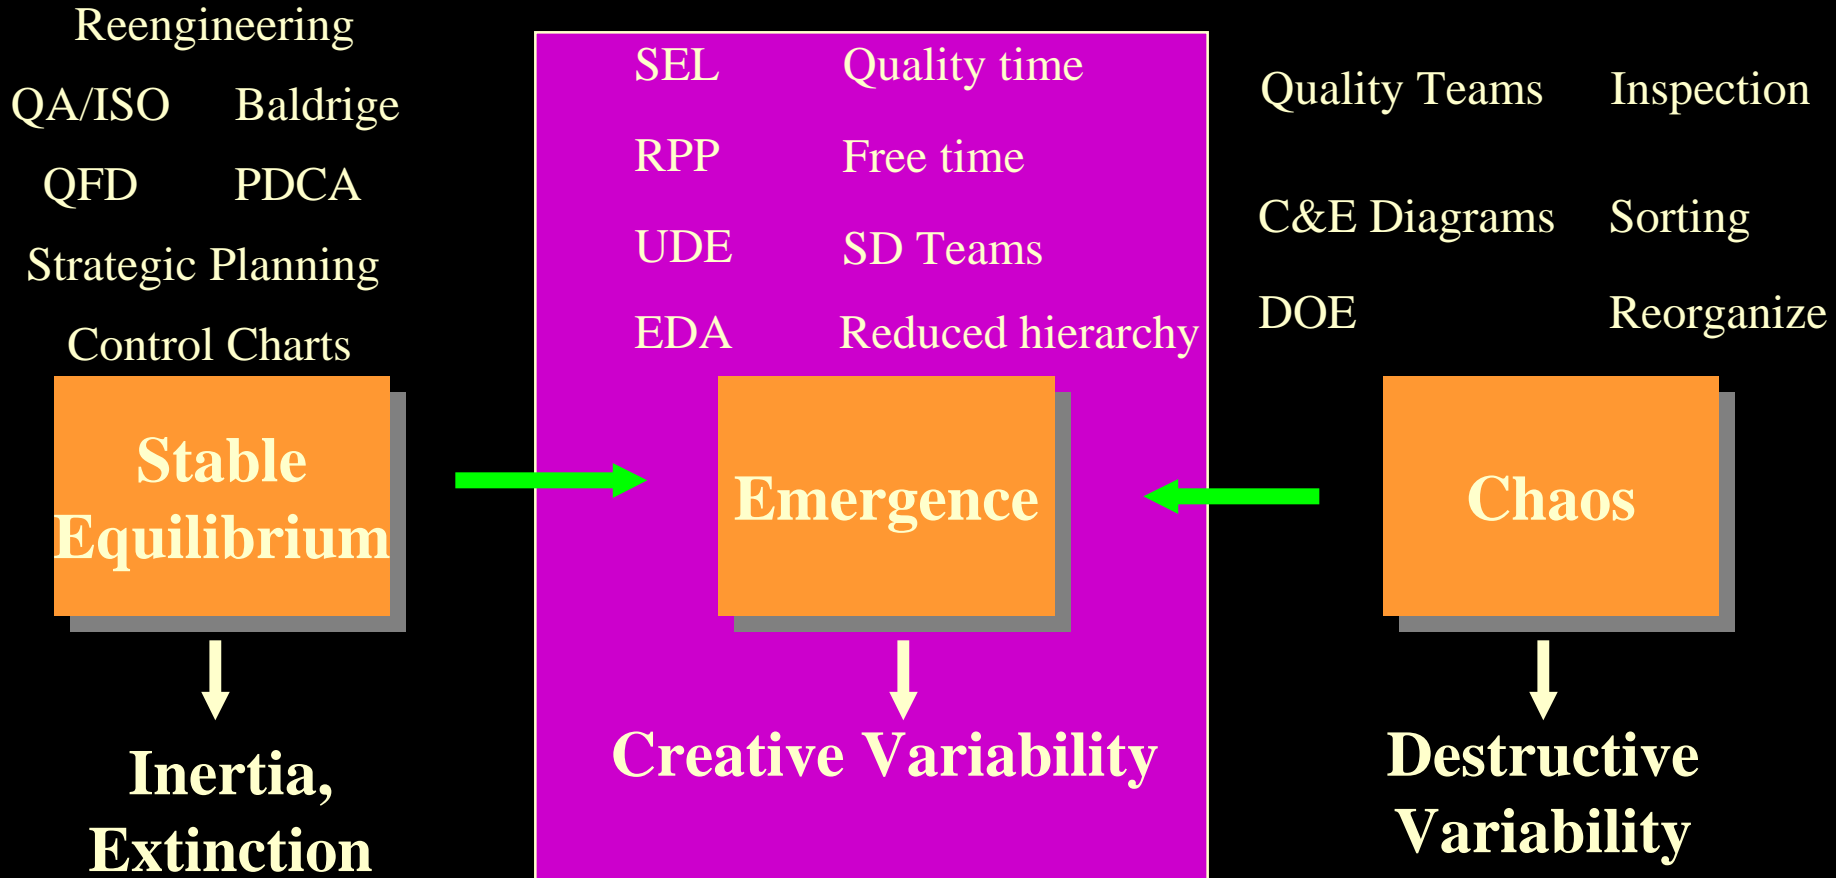 Reengineering
QA/ISO Baldrige
QFD PDCA
Strategic Planning
Control Charts
Stable
Equilibrium
Inertia,
Extinction
SEL Quality time
RPP Free time
UDE SD Teams
EDA Reduced hierarchy
Emergence
Creative Variability
Quality Teams Inspection
C&E Diagrams Sorting
DOE Reorganize
Chaos
Destructive
Variability